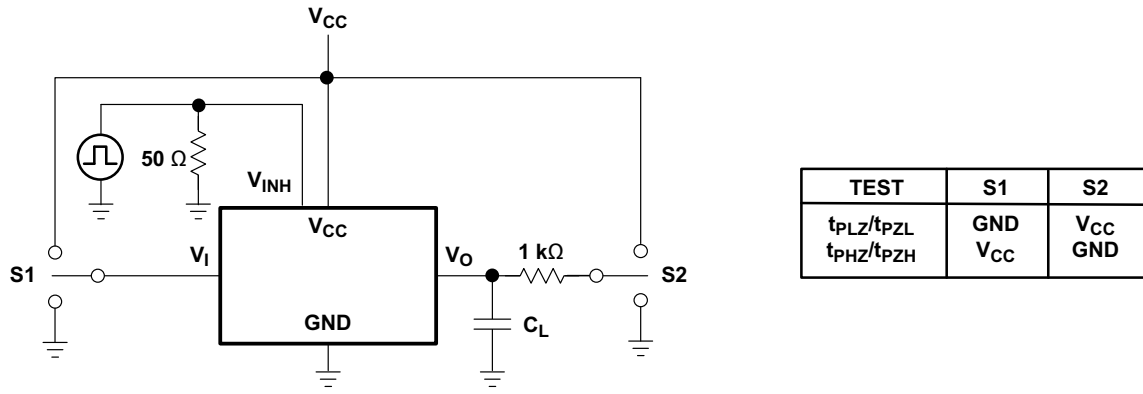 VCC
50 Ω
VINH
VCC
S1
VI
VO
1 kΩ
S2
GND
CL
TEST S1 S2
tPLZ/tPZL GND VCC
tPHZ/tPZH VCC GND